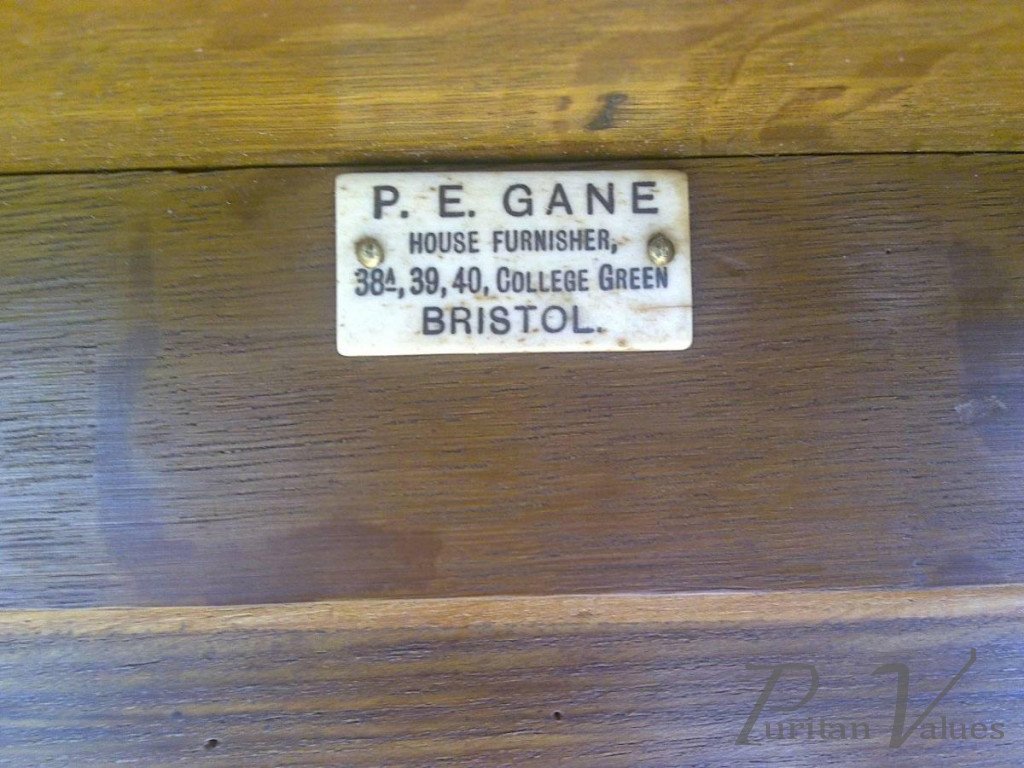 P. E. GANE
HOUSE FURNISHER,
38A, 39, 40, COLLEGE GREEN
BRISTOL.
Puritan Values